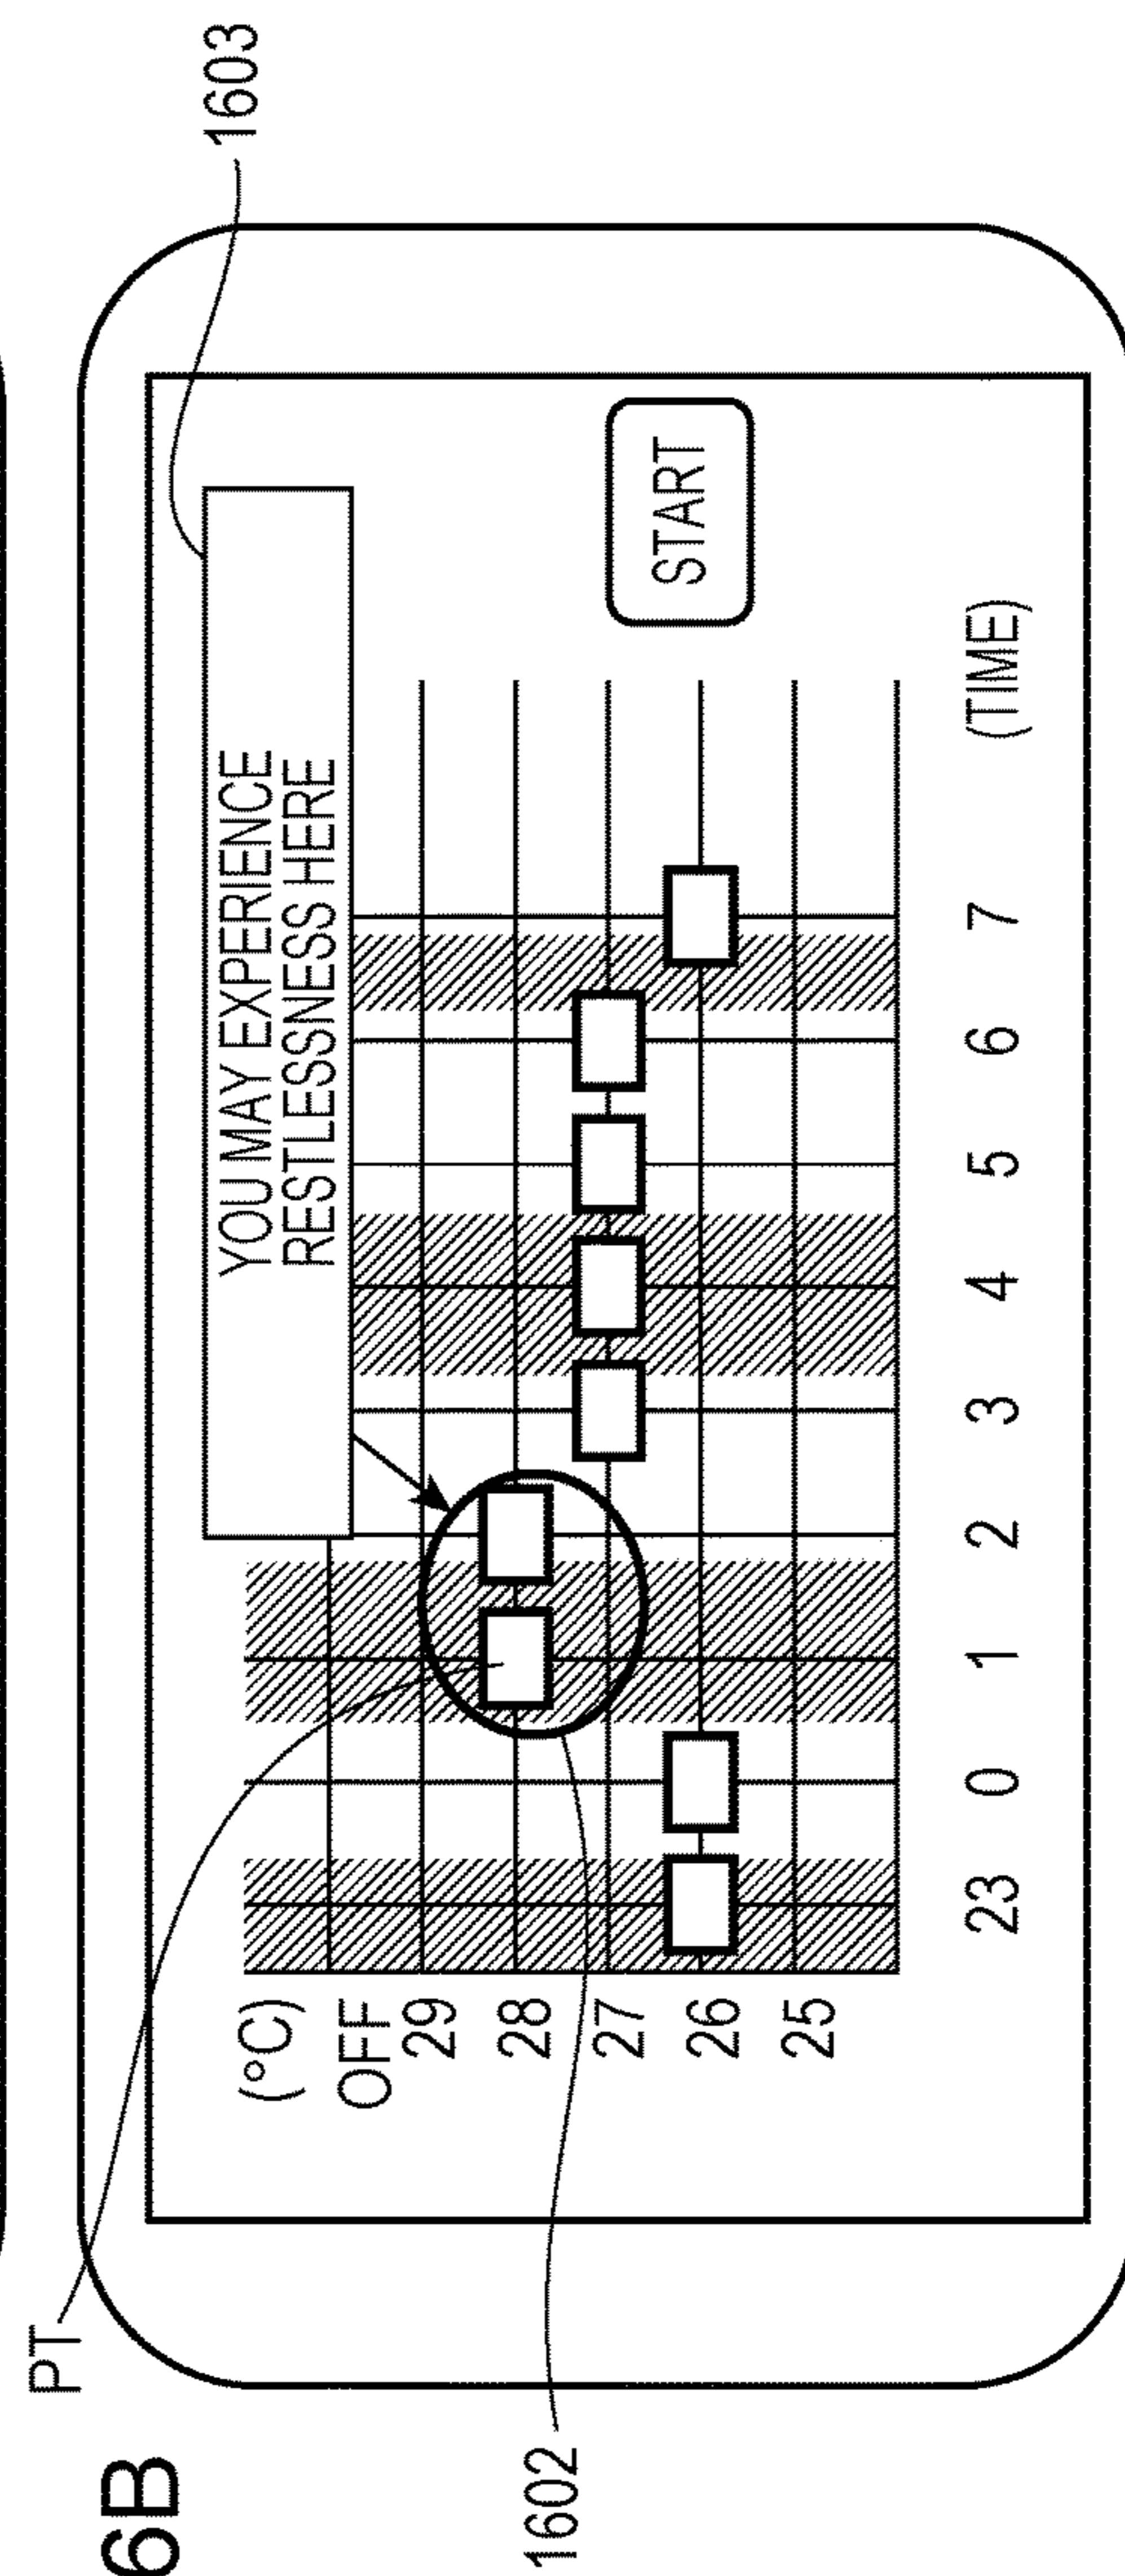 6B
PT
1603
YOU MAY EXPERIENCE
RESTLESSNESS HERE
(°C)
OFF
29
28
27
26
25
START
23 0 1 2 3 4 5 6 7 (TIME)
1602